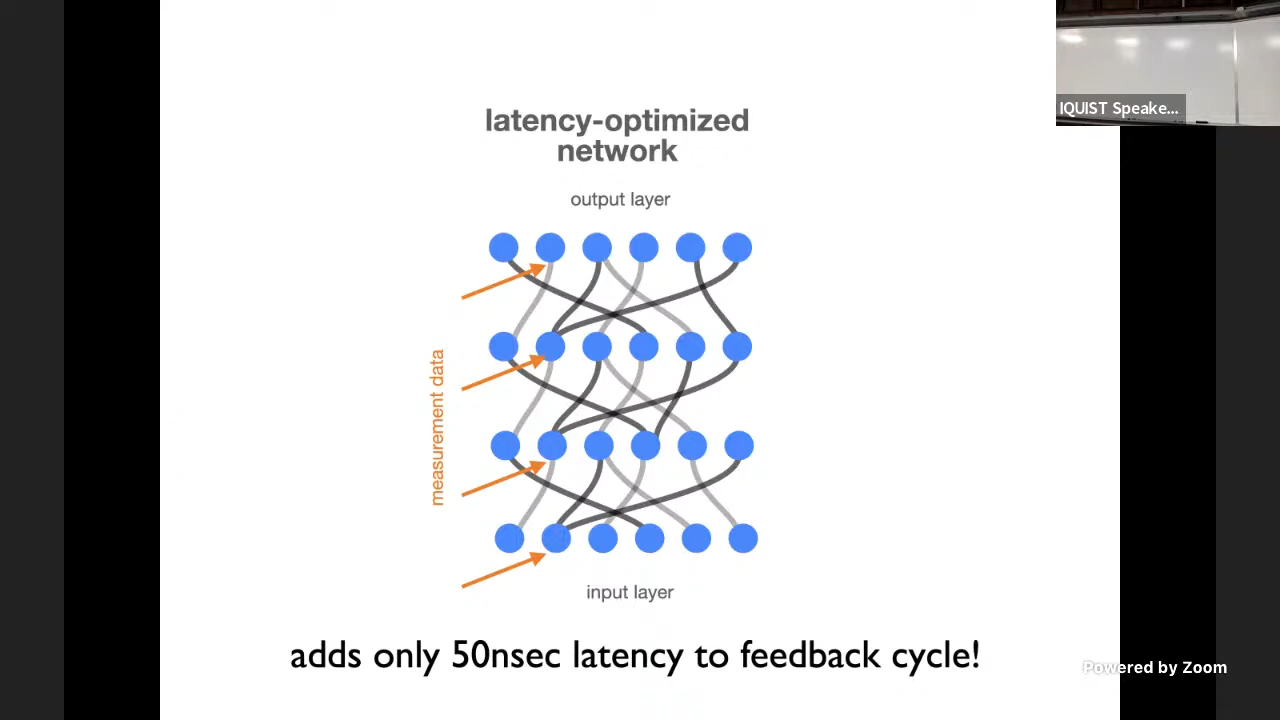 latency-optimized
network
output layer
measurement data
input layer
adds only 50nsec latency to feedback cycle!
IQUIST Speake...
Powered by Zoom